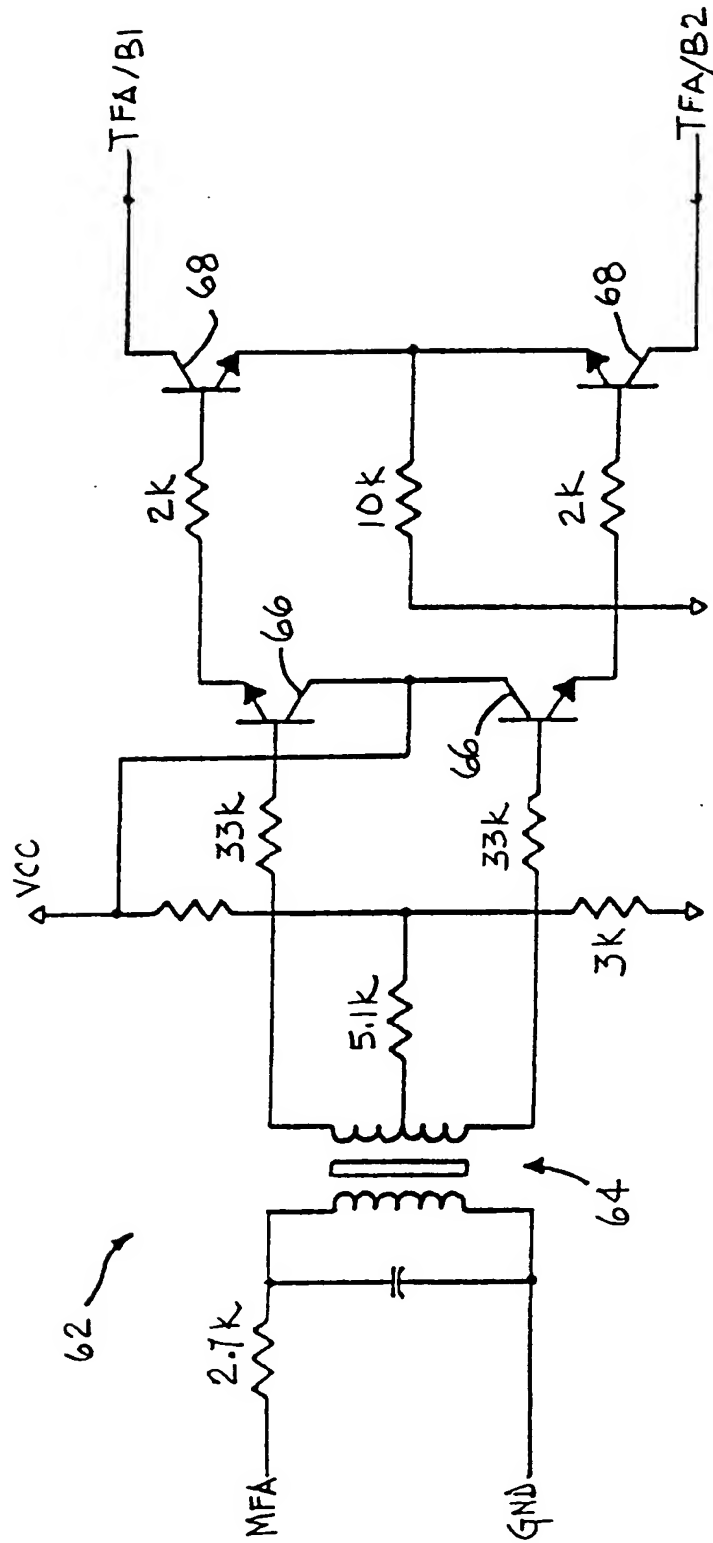 62
MFA
2.7K
GND
64
VCC
5.1K
3K
33K
33K
66
66
2K
10K
2K
68
68
TFA/B1
TFA/B2